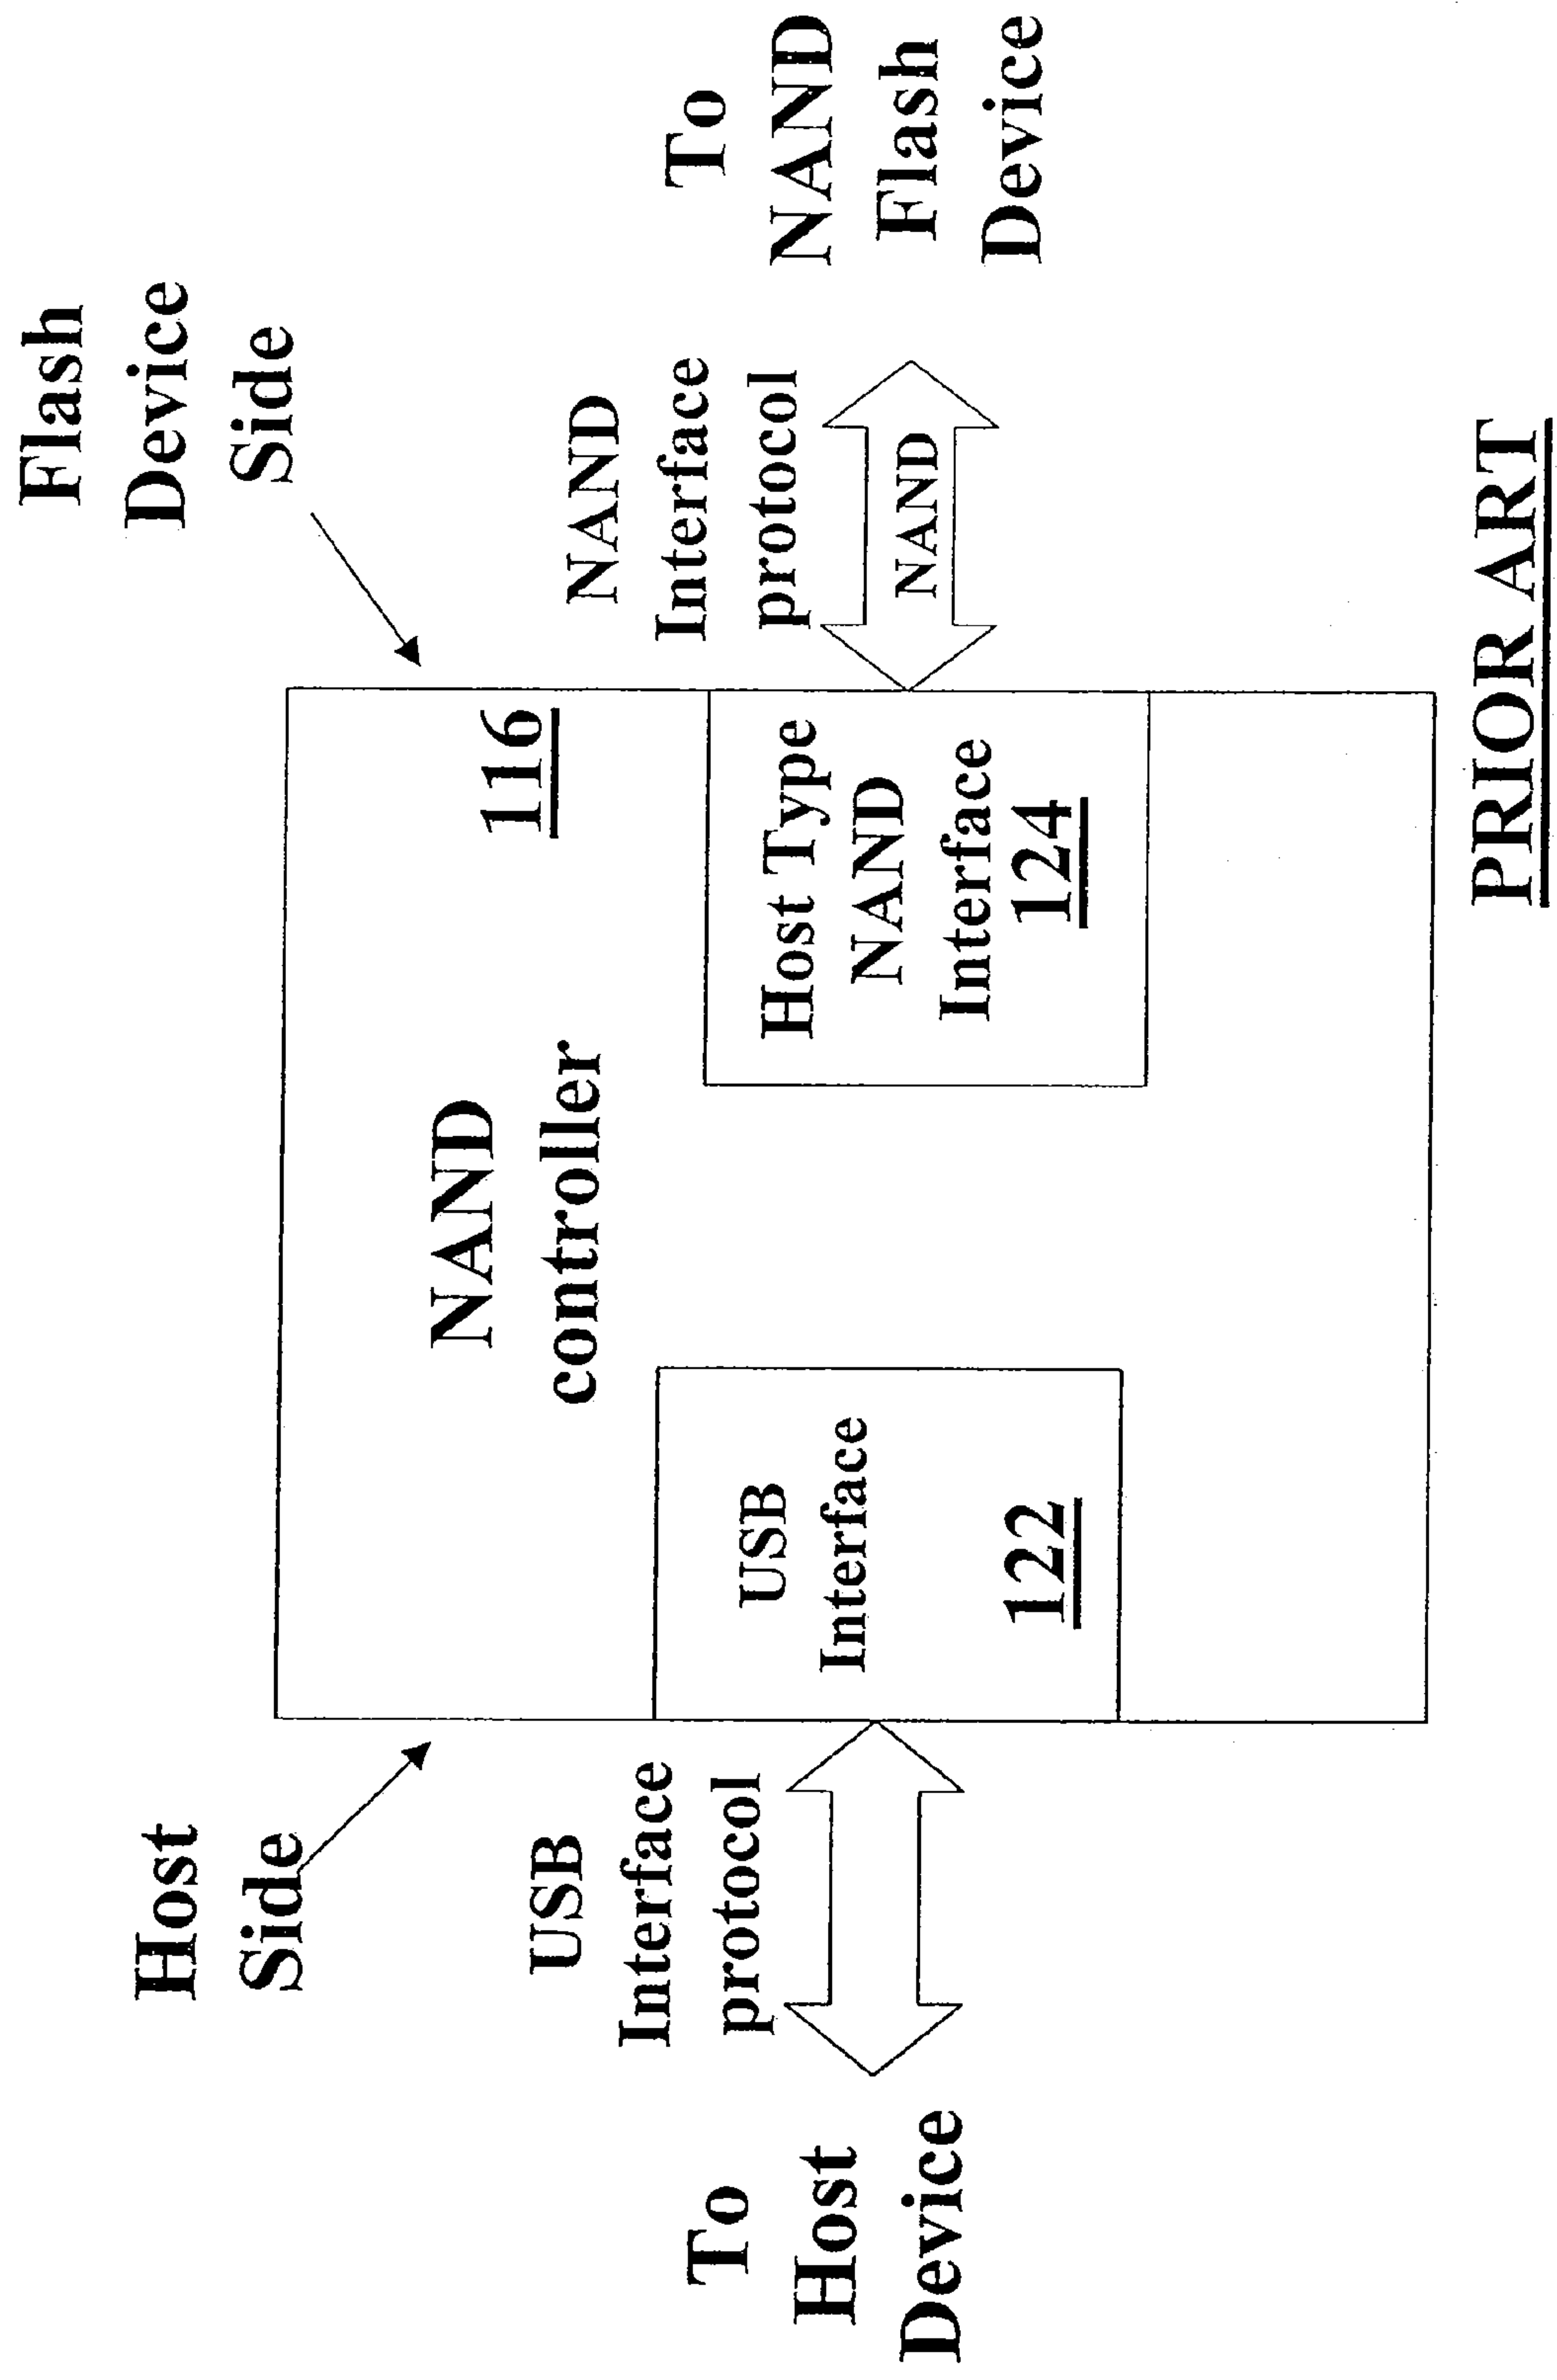 Host
Side
Flash
Device
Side
NAND
controller
116
To
Host
Device
USB
Interface
protocol
USB
Interface
122
Host Type
NAND
Interface
124
NAND
Interface
protocol
NAND
To
NAND
Flash
Device
PRIOR ART